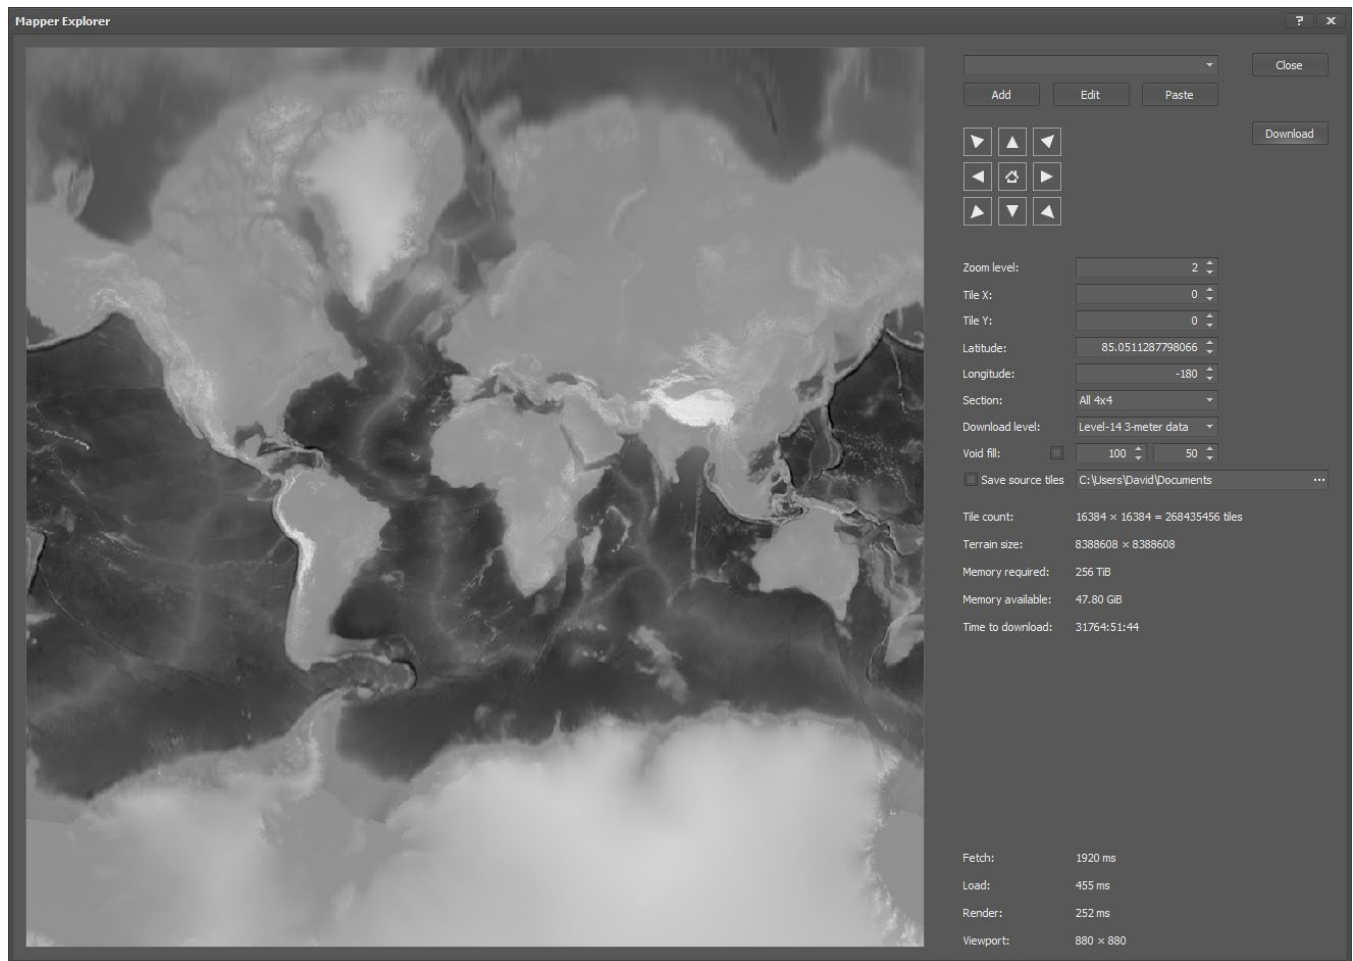 Mapper Explorer
?
x
Close
Add Edit Paste
Download
Zoom level: 2
Tile X: 0
Tile Y: 0
Latitude: 85.0511287798066
Longitude: -180
Section: All 4x4
Download level: Level-14 3-meter data
Void fill: 100 50
Save source tiles C:\Users\David\Documents ...
Tile count: 16384 × 16384 = 268435456 tiles
Terrain size: 8388608 × 8388608
Memory required: 256 TiB
Memory available: 47.80 GiB
Time to download: 31764:51:44
Fetch: 1920 ms
Load: 455 ms
Render: 252 ms
Viewport: 880 × 880